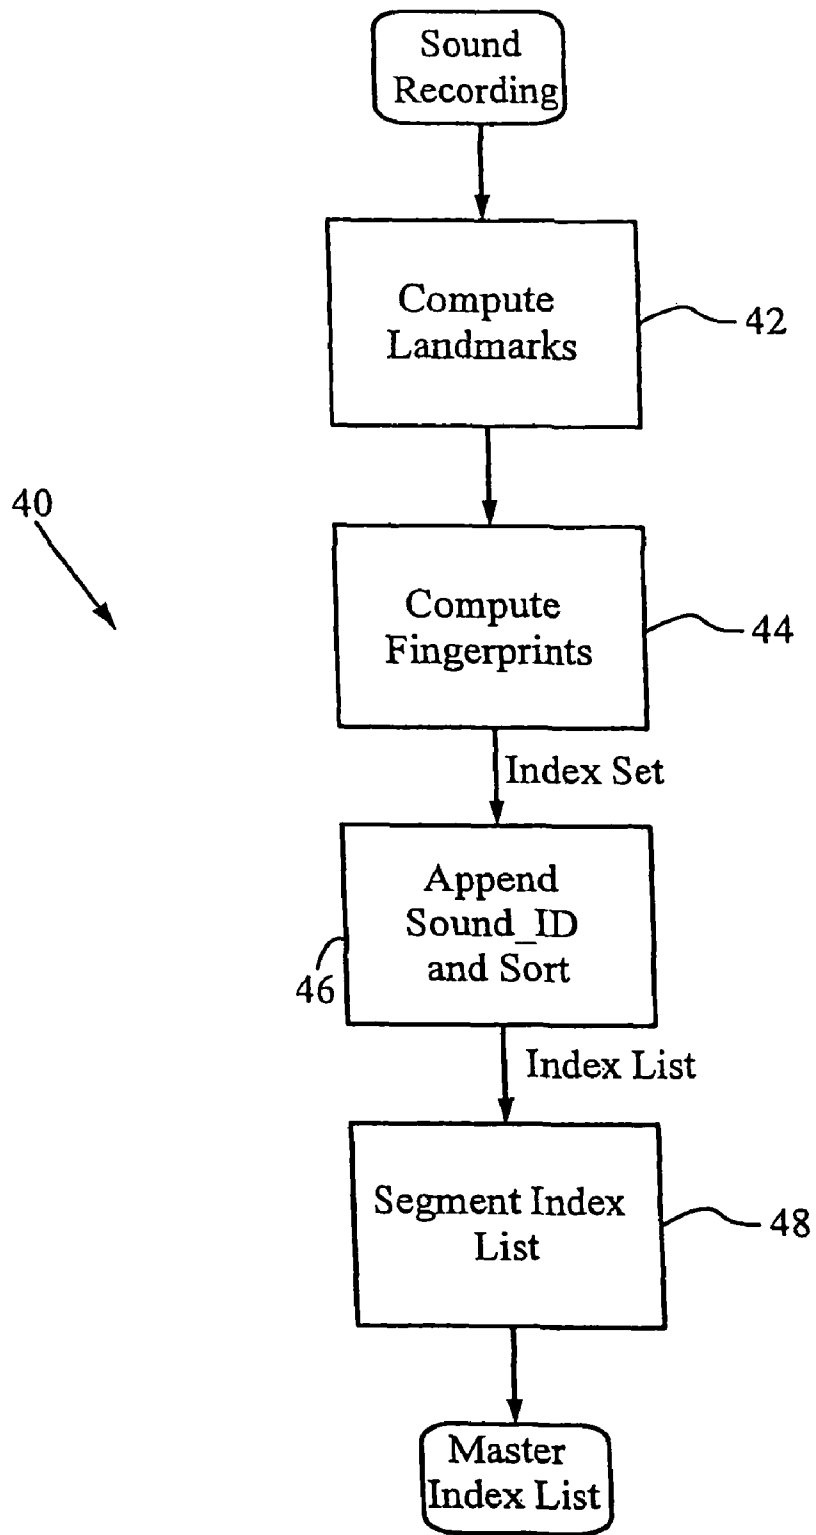 Sound
Recording
Compute
Landmarks
42
40
Compute
Fingerprints
44
Index Set
Append
Sound_ID
and Sort
46
Index List
Segment Index
List
48
Master
Index List